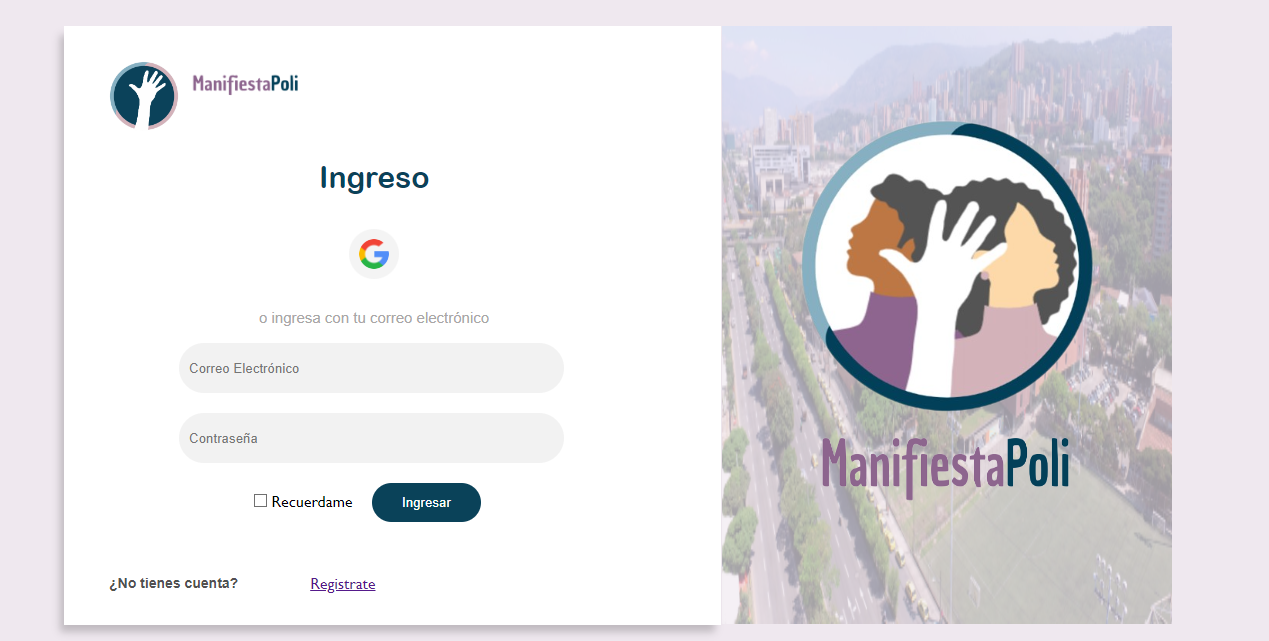 ManifiestaPoli
Ingreso
o ingresa con tu correo electrónico
Correo Electrónico
Contraseña
Recuerdame
Ingresar
¿No tienes cuenta?
Registrate
ManifiestaPoli